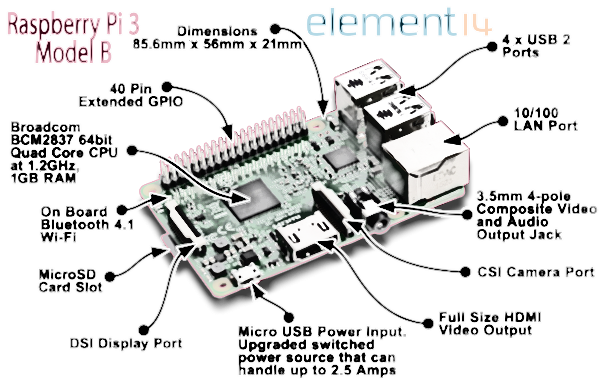 Raspberry Pi 3
Model B
element14
Dimensions
85.6mm x 56mm x 21mm
4 x USB 2
Ports
40 Pin
Extended GPIO
10/100
LAN Port
Broadcom
BCM2837 64bit
Quad Core CPU
at 1.2GHz,
1GB RAM
3.5mm 4-pole
Composite Video
and Audio
Output Jack
On Board
Bluetooth 4.1
Wi-Fi
MicroSD
Card Slot
CSI Camera Port
DSI Display Port
Micro USB Power Input.
Upgraded switched
power source that can
handle up to 2.5 Amps
Full Size HDMI
Video Output